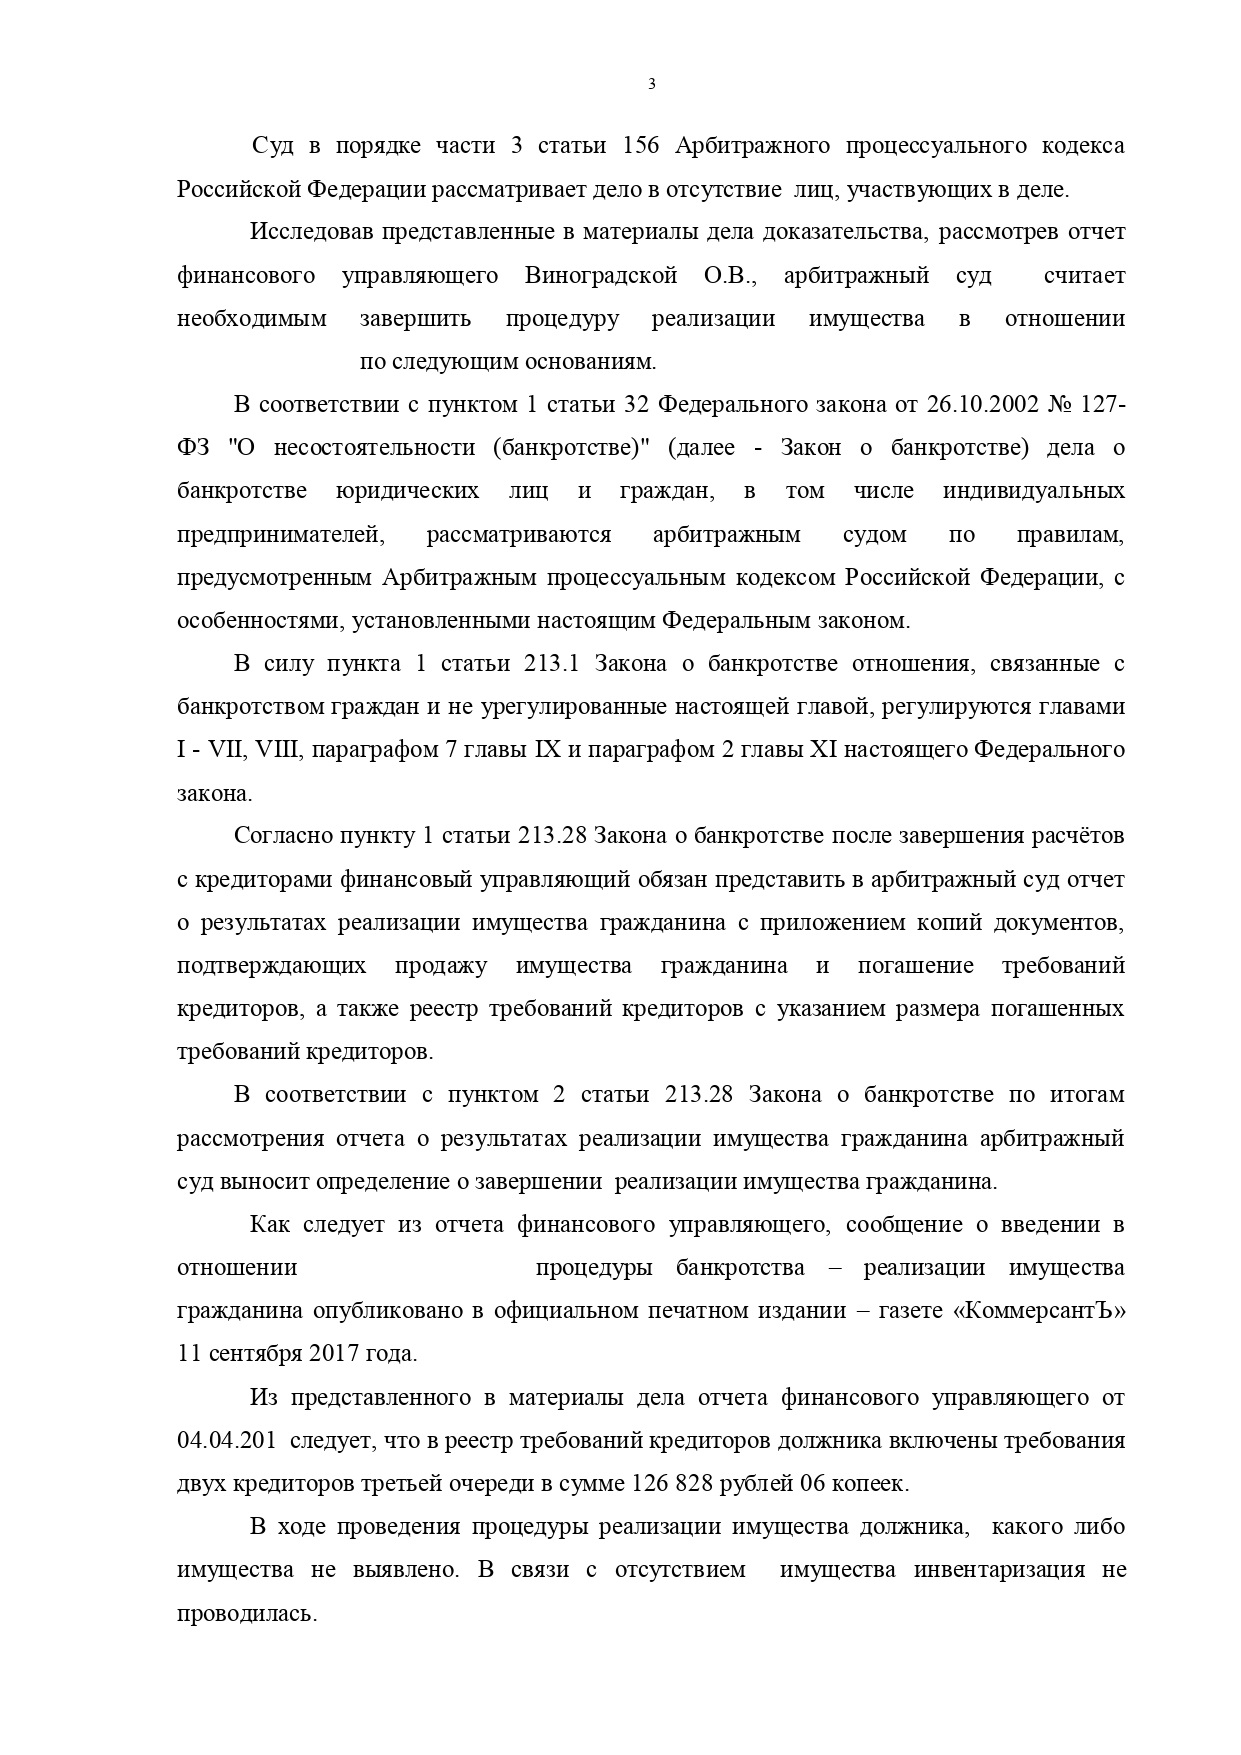 3
Суд в порядке части 3 статьи 156 Арбитражного процессуального кодекса
Российской Федерации рассматривает дело в отсутствие лиц, участвующих в деле.
Исследовав представленные в материалы дела доказательства, рассмотрев отчет
финансового управляющего Виноградской О.В., арбитражный суд считает
необходимым завершить процедуру реализации имущества в отношении
по следующим основаниям.
В соответствии с пунктом 1 статьи 32 Федерального закона от 26.10.2002 № 127-
ФЗ "О несостоятельности (банкротстве)" (далее - Закон о банкротстве) дела о
банкротстве юридических лиц и граждан, в том числе индивидуальных
предпринимателей, рассматриваются арбитражным судом по правилам,
предусмотренным Арбитражным процессуальным кодексом Российской Федерации, с
особенностями, установленными настоящим Федеральным законом.
В силу пункта 1 статьи 213.1 Закона о банкротстве отношения, связанные с
банкротством граждан и не урегулированные настоящей главой, регулируются главами
I - VII, VIII, параграфом 7 главы IX и параграфом 2 главы XI настоящего Федерального
закона.
Согласно пункту 1 статьи 213.28 Закона о банкротстве после завершения расчётов
с кредиторами финансовый управляющий обязан представить в арбитражный суд отчет
о результатах реализации имущества гражданина с приложением копий документов,
подтверждающих продажу имущества гражданина и погашение требований
кредиторов, а также реестр требований кредиторов с указанием размера погашенных
требований кредиторов.
В соответствии с пунктом 2 статьи 213.28 Закона о банкротстве по итогам
рассмотрения отчета о результатах реализации имущества гражданина арбитражный
суд выносит определение о завершении реализации имущества гражданина.
Как следует из отчета финансового управляющего, сообщение о введении в
отношении процедуры банкротства – реализации имущества
гражданина опубликовано в официальном печатном издании – газете «КоммерсантЪ»
11 сентября 2017 года.
Из представленного в материалы дела отчета финансового управляющего от
04.04.201 следует, что в реестр требований кредиторов должника включены требования
двух кредиторов третьей очереди в сумме 126 828 рублей 06 копеек.
В ходе проведения процедуры реализации имущества должника, какого либо
имущества не выявлено. В связи с отсутствием имущества инвентаризация не
проводилась.